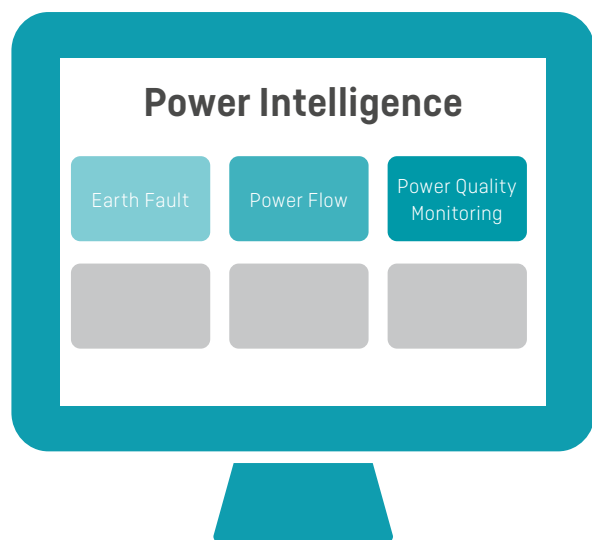 Power Intelligence
Earth Fault
Power Flow
Power Quality
Monitoring